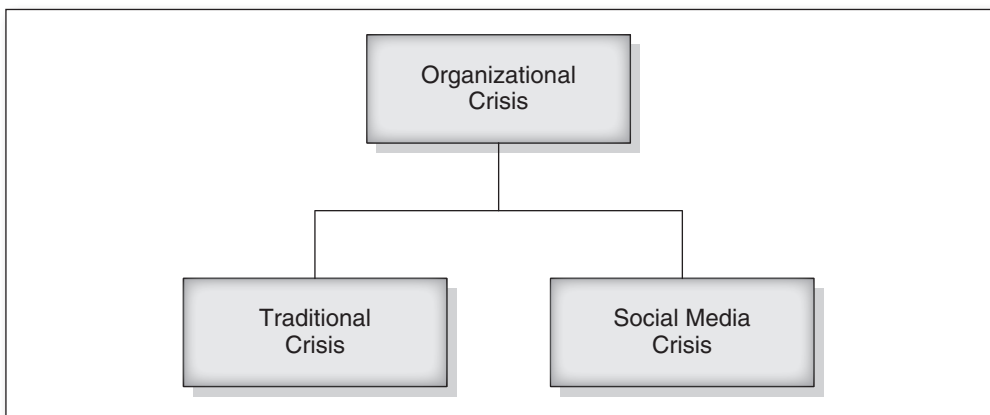 Organizational
Crisis
Traditional
Crisis
Social Media
Crisis